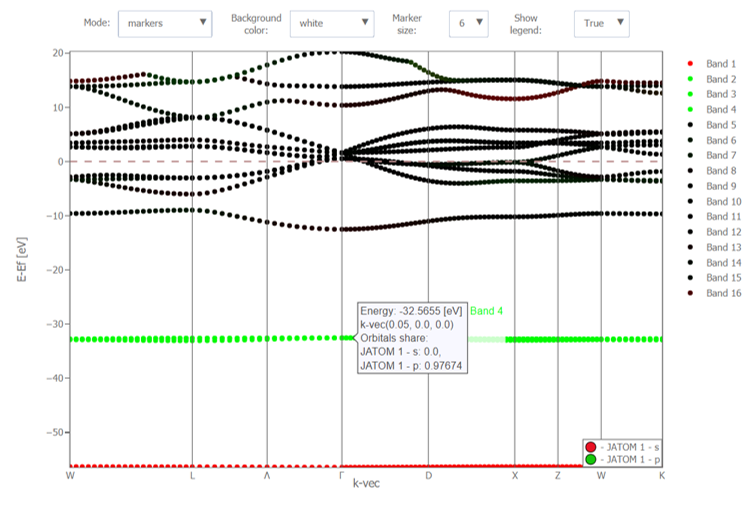 Mode:
markers
Background
color:
white
Marker
size:
6
Show
legend:
True
20
10
0
−10
−20
−30
−40
−50
E-Ef [eV]
W
L
Λ
Γ
D
X
Z
W
K
k-vec
Energy: -32.5655 [eV]
k-vec(0.05, 0.0, 0.0)
Orbitals share:
JATOM 1 - s: 0.0,
JATOM 1 - p: 0.97674
Band 4
- JATOM 1 - s
- JATOM 1 - p
Band 1
Band 2
Band 3
Band 4
Band 5
Band 6
Band 7
Band 8
Band 9
Band 10
Band 11
Band 12
Band 13
Band 14
Band 15
Band 16